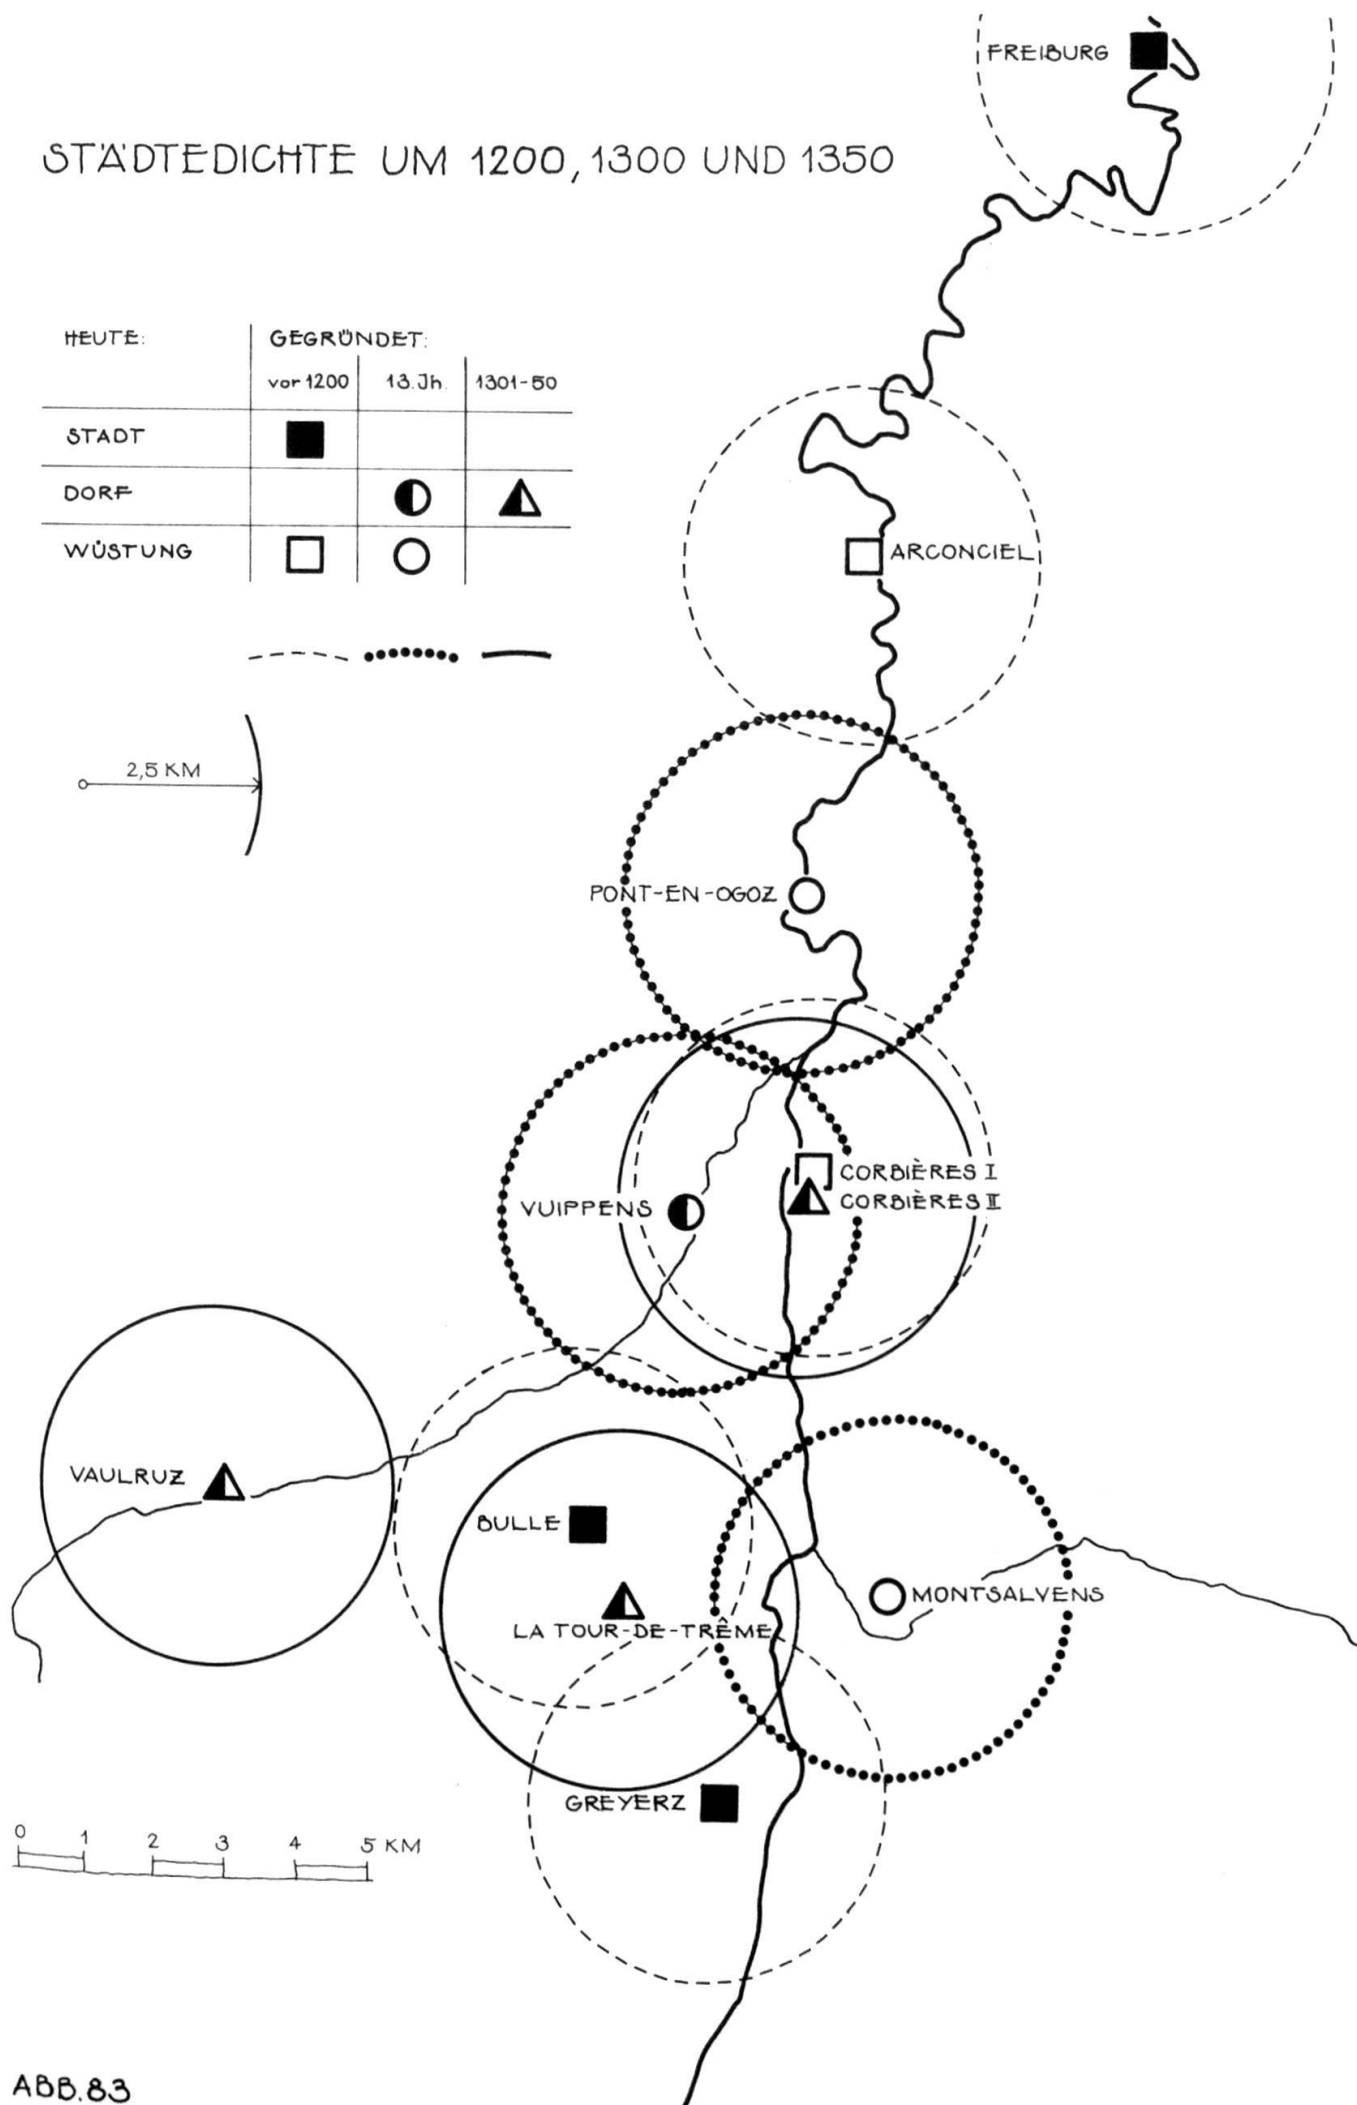 FREIBURG
STÄDTEDICHTE UM 1200, 1300 UND 1350
HEUTE: GEGRÜNDET:
vor 1200 13.Jh. 1301-50
STADT
DORF
WÜSTUNG
ARCONCIEL
2,5 KM
PONT-EN-OGOZ
CORBIÈRES I
VUIPPENS CORBIÈRES II
VAULRUZ
BULLE
MONTSALVENS
LA TOUR-DE-TRÊME
GREYERZ
0 1 2 3 4 5 KM
ABB.83